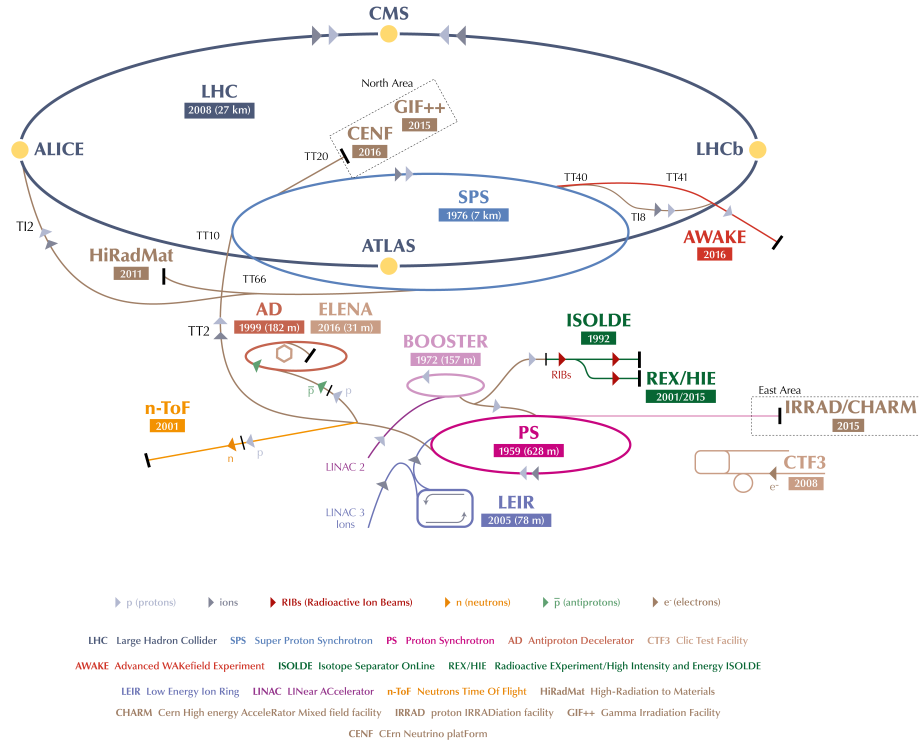 CMS
North Area
LHC
2008 (27 km)
GIF++
2015
CENF
2016
ALICE
TT20
LHCb
TT40
TT41
SPS
1976 (7 km)
TI8
TI2
TT10
ATLAS
AWAKE
2016
HiRadMat
2011
TT66
AD
1999 (182 m)
ELENA
2016 (31 m)
TT2
BOOSTER
1972 (157 m)
ISOLDE
1992
RIBs
REX/HIE
2001/2015
p̅
p
East Area
n-ToF
2001
IRRAD/CHARM
2015
PS
1959 (628 m)
n
p
LINAC 2
CTF3
2008
e-
LEIR
2005 (78 m)
LINAC 3
Ions
p (protons) ions RIBs (Radioactive Ion Beams) n (neutrons) p̅ (antiprotons) e- (electrons)
LHC Large Hadron Collider SPS Super Proton Synchrotron PS Proton Synchrotron AD Antiproton Decelerator CTF3 Clic Test Facility
AWAKE Advanced WAKefield Experiment ISOLDE Isotope Separator OnLine REX/HIE Radioactive EXperiment/High Intensity and Energy ISOLDE
LEIR Low Energy Ion Ring LINAC LINear ACcelerator n-ToF Neutrons Time Of Flight HiRadMat High-Radiation to Materials
CHARM Cern High energy AcceleRator Mixed field facility IRRAD proton IRRADiation facility GIF++ Gamma Irradiation Facility
CENF CErn Neutrino platForm